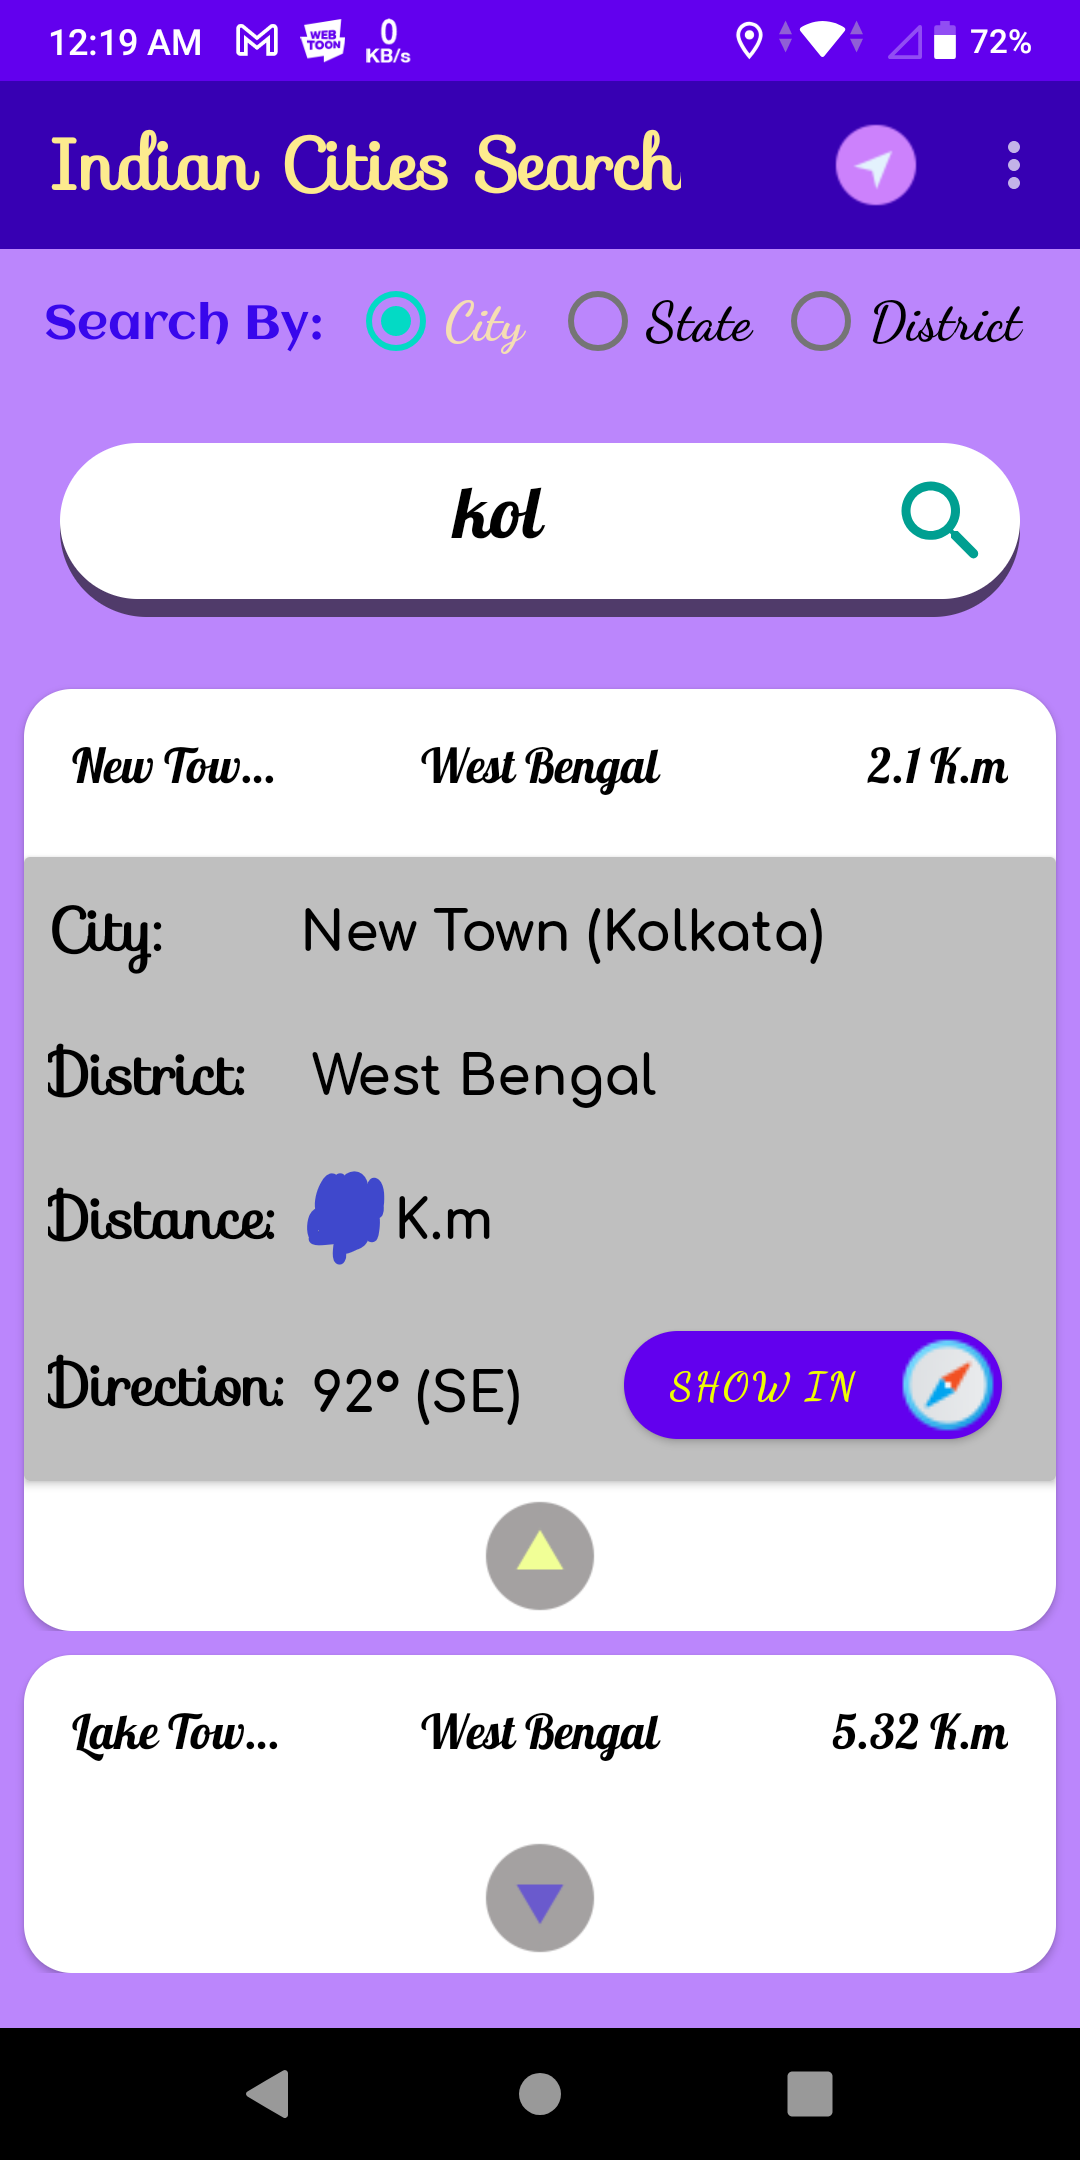 12:19 AM WEB TOON 0 KB/s 72%
Indian Cities Search
Search By: City State District
kol
New Tow... West Bengal 2.1 K.m
City: New Town (Kolkata)
District: West Bengal
Distance: K.m
Direction: 92° (SE) SHOW IN
Lake Tow... West Bengal 5.32 K.m